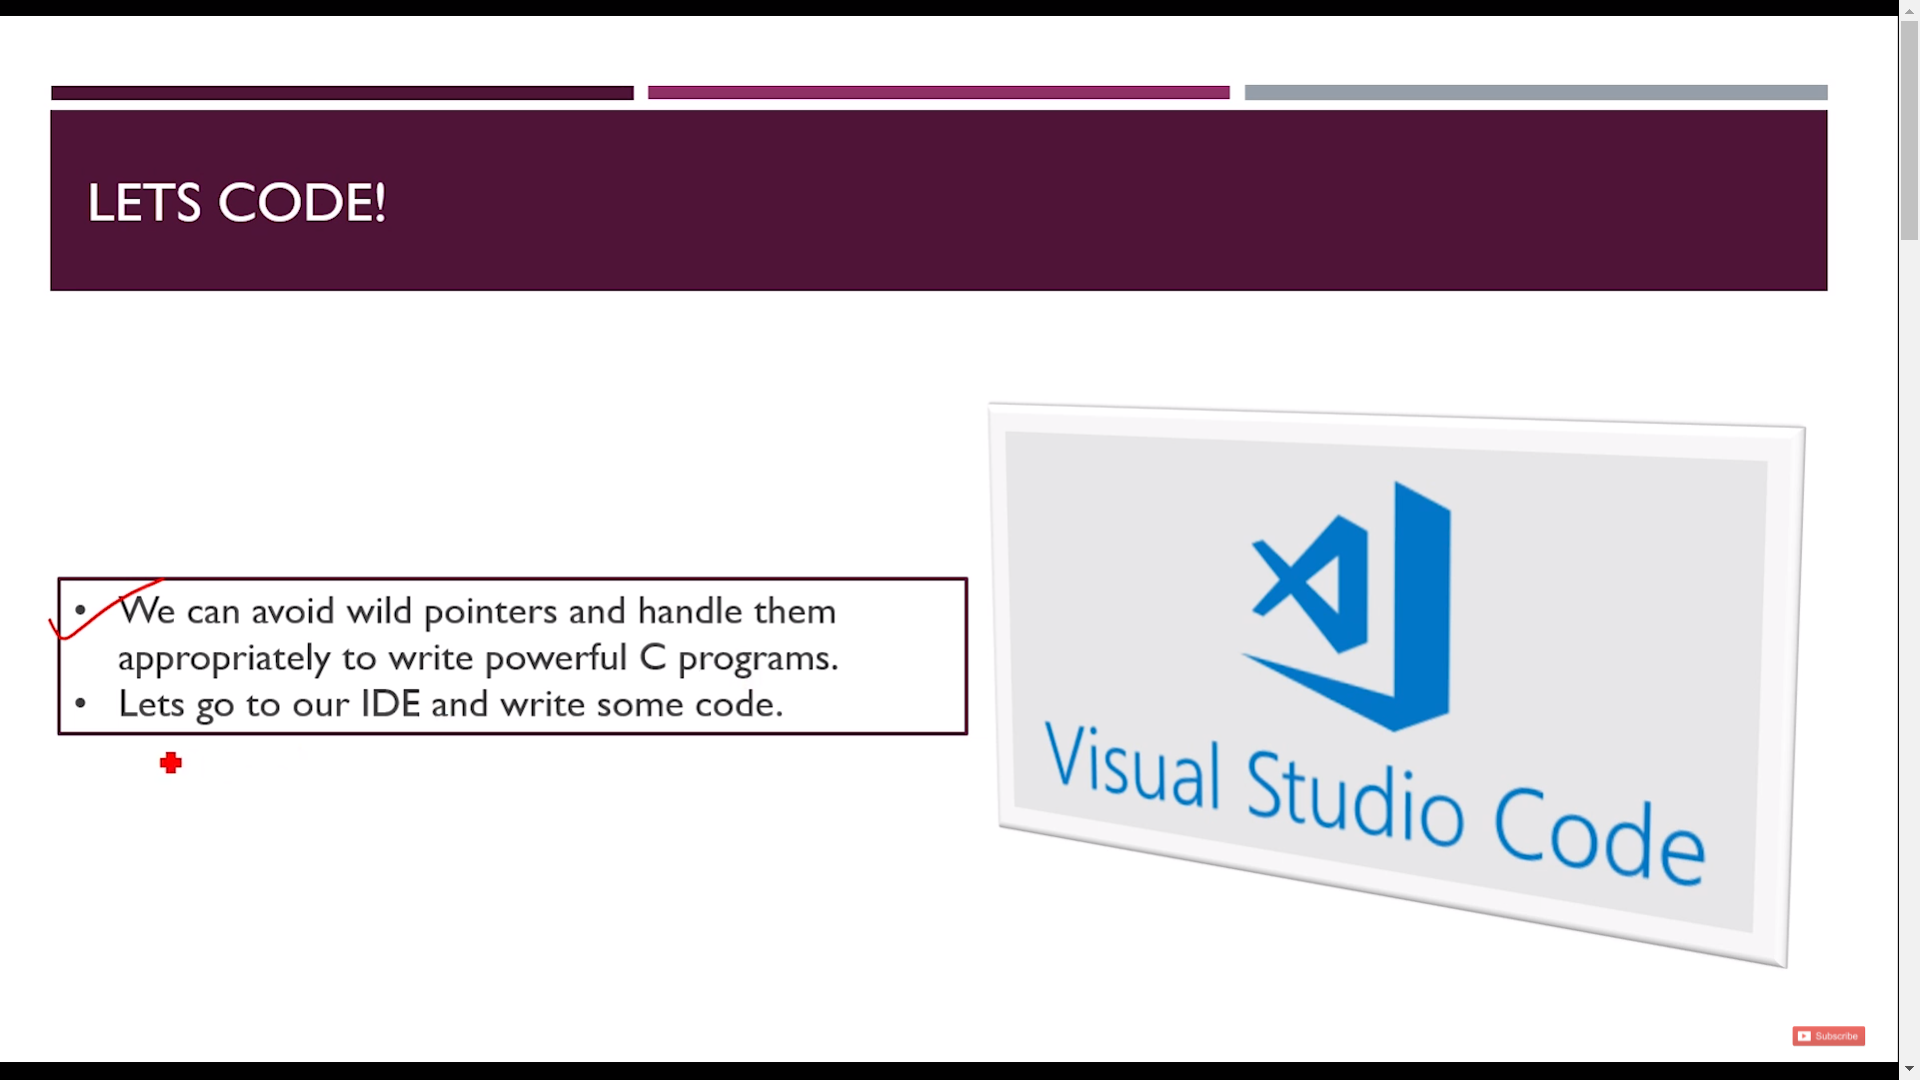 LETS CODE!
• We can avoid wild pointers and handle them
appropriately to write powerful C programs.
• Lets go to our IDE and write some code.
Visual Studio Code
Subscribe